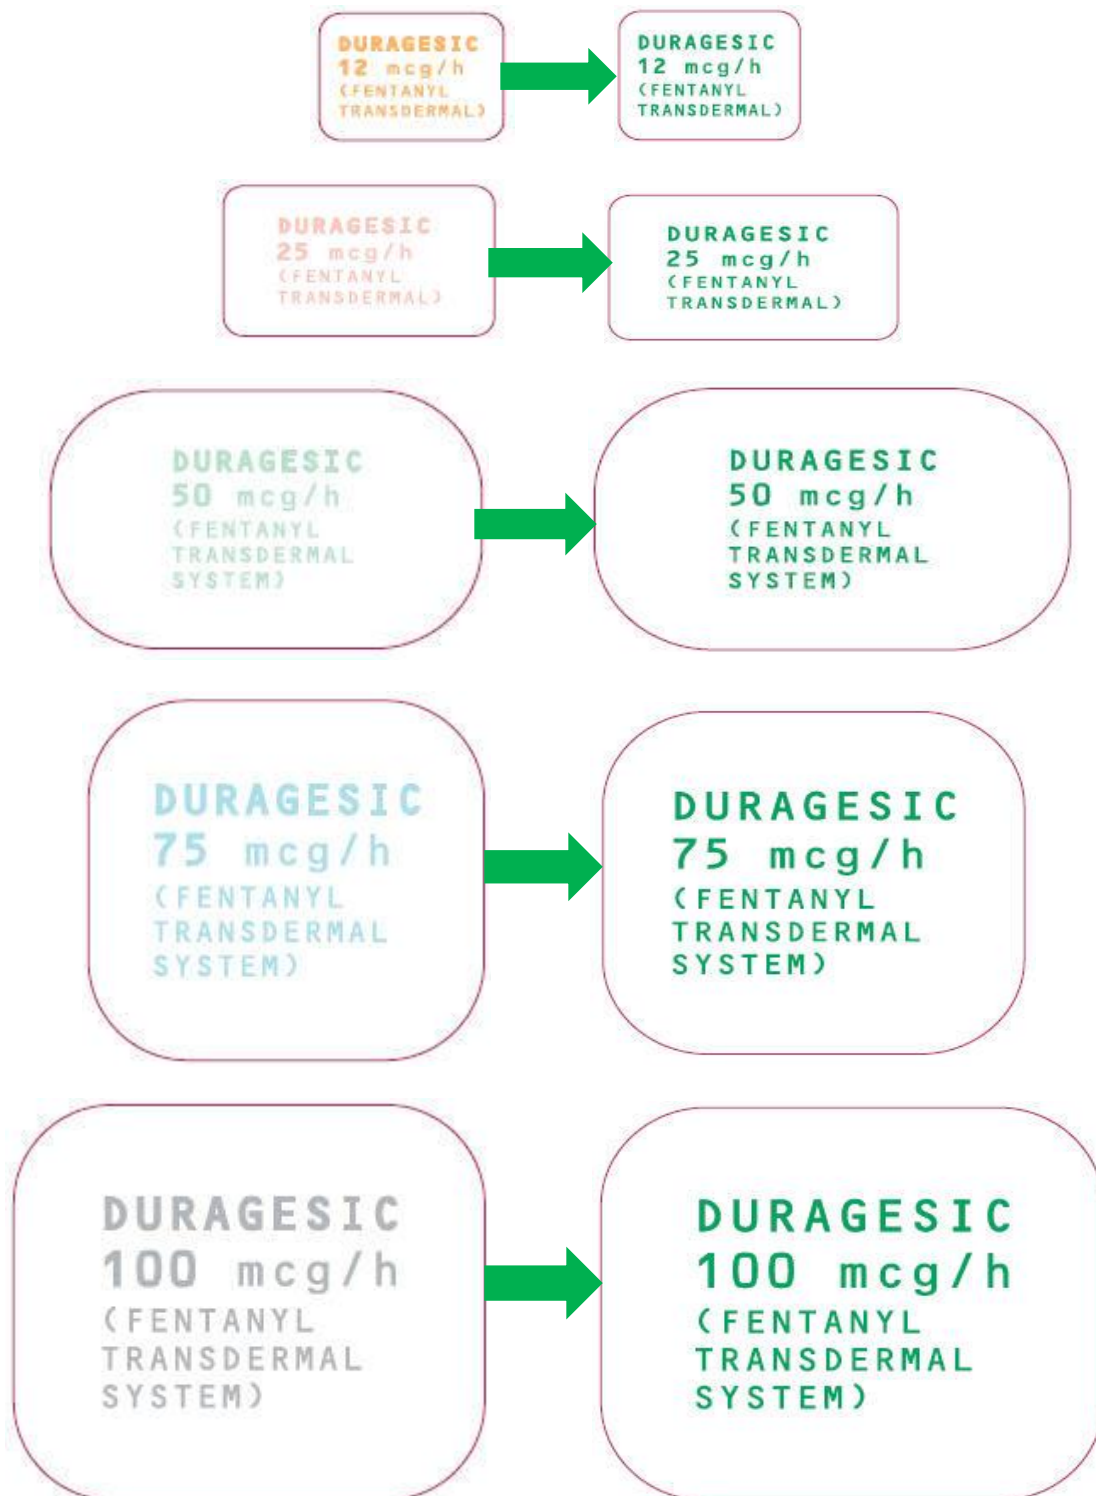 DURAGESIC
12 mcg/h
(FENTANYL
TRANSDERMAL)
DURAGESIC
12 mcg/h
(FENTANYL
TRANSDERMAL)
DURAGESIC
25 mcg/h
(FENTANYL
TRANSDERMAL)
DURAGESIC
25 mcg/h
(FENTANYL
TRANSDERMAL)
DURAGESIC
50 mcg/h
(FENTANYL
TRANSDERMAL
SYSTEM)
DURAGESIC
50 mcg/h
(FENTANYL
TRANSDERMAL
SYSTEM)
DURAGESIC
75 mcg/h
(FENTANYL
TRANSDERMAL
SYSTEM)
DURAGESIC
75 mcg/h
(FENTANYL
TRANSDERMAL
SYSTEM)
DURAGESIC
100 mcg/h
(FENTANYL
TRANSDERMAL
SYSTEM)
DURAGESIC
100 mcg/h
(FENTANYL
TRANSDERMAL
SYSTEM)